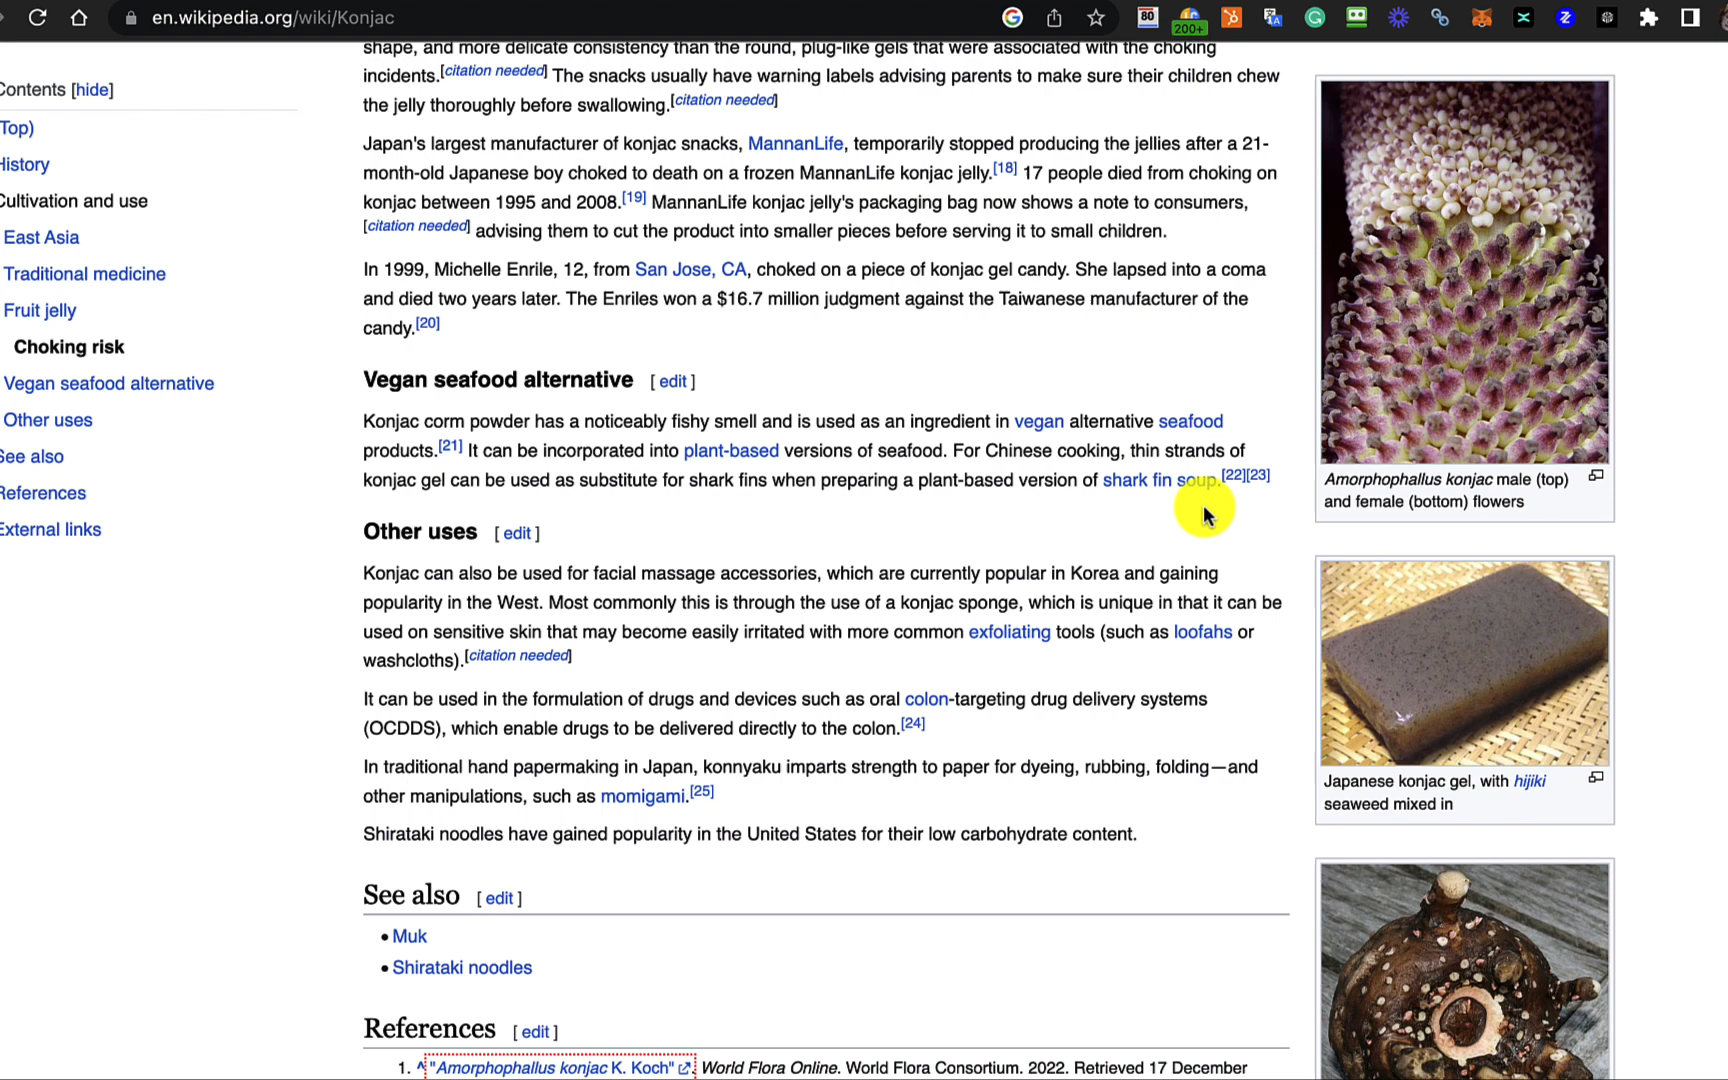 en.wikipedia.org/wiki/Konjac
80
200+
Contents [hide]
Top)
History
Cultivation and use
East Asia
Traditional medicine
Fruit jelly
Choking risk
Vegan seafood alternative
Other uses
See also
References
External links
shape, and more delicate consistency than the round, plug-like gels that were associated with the choking
incidents.[citation needed] The snacks usually have warning labels advising parents to make sure their children chew
the jelly thoroughly before swallowing.[citation needed]
Japan's largest manufacturer of konjac snacks, MannanLife, temporarily stopped producing the jellies after a 21-
month-old Japanese boy choked to death on a frozen MannanLife konjac jelly.[18] 17 people died from choking on
konjac between 1995 and 2008.[19] MannanLife konjac jelly's packaging bag now shows a note to consumers,
[citation needed] advising them to cut the product into smaller pieces before serving it to small children.
In 1999, Michelle Enrile, 12, from San Jose, CA, choked on a piece of konjac gel candy. She lapsed into a coma
and died two years later. The Enriles won a $16.7 million judgment against the Taiwanese manufacturer of the
candy.[20]
Vegan seafood alternative [ edit ]
Konjac corm powder has a noticeably fishy smell and is used as an ingredient in vegan alternative seafood
products.[21] It can be incorporated into plant-based versions of seafood. For Chinese cooking, thin strands of
konjac gel can be used as substitute for shark fins when preparing a plant-based version of shark fin soup.[22][23]
Other uses [ edit ]
Konjac can also be used for facial massage accessories, which are currently popular in Korea and gaining
popularity in the West. Most commonly this is through the use of a konjac sponge, which is unique in that it can be
used on sensitive skin that may become easily irritated with more common exfoliating tools (such as loofahs or
washcloths).[citation needed]
It can be used in the formulation of drugs and devices such as oral colon-targeting drug delivery systems
(OCDDS), which enable drugs to be delivered directly to the colon.[24]
In traditional hand papermaking in Japan, konnyaku imparts strength to paper for dyeing, rubbing, folding—and
other manipulations, such as momigami.[25]
Shirataki noodles have gained popularity in the United States for their low carbohydrate content.
See also [ edit ]
• Muk
• Shirataki noodles
References [ edit ]
1. ^ "Amorphophallus konjac K. Koch". World Flora Online. World Flora Consortium. 2022. Retrieved 17 December
Amorphophallus konjac male (top)
and female (bottom) flowers
Japanese konjac gel, with hijiki
seaweed mixed in